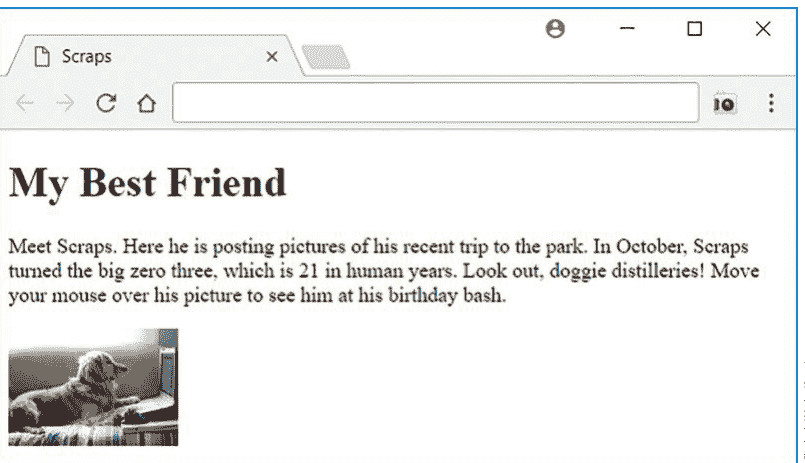 Scraps
My Best Friend
Meet Scraps. Here he is posting pictures of his recent trip to the park. In October, Scraps
turned the big zero three, which is 21 in human years. Look out, doggie distilleries! Move
your mouse over his picture to see him at his birthday bash.